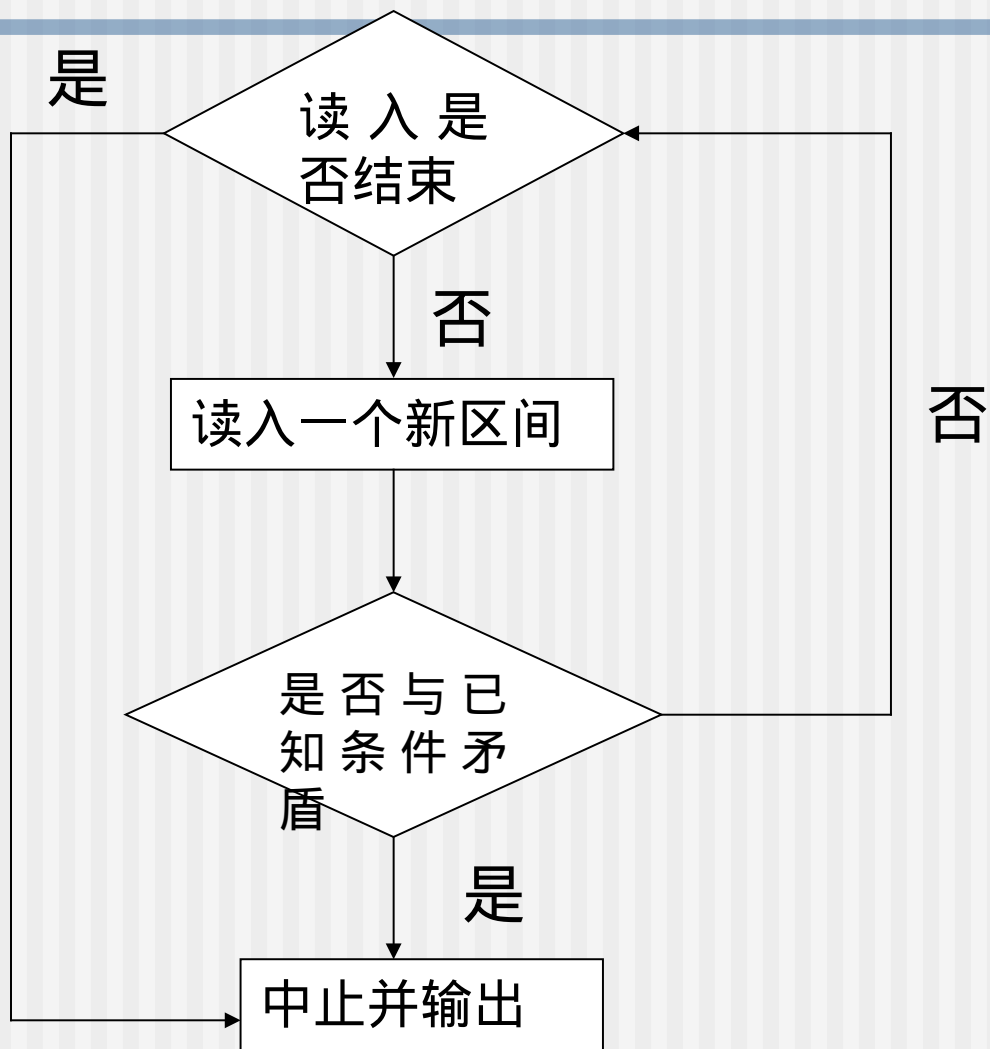 是
读 入 是
否结束
否
读入一个新区间
否
是 否 与 已
知 条 件 矛
盾
是
中止并输出